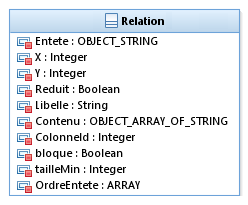 Relation
Entete : OBJECT_STRING
X : Integer
Y : Integer
Reduit : Boolean
Libelle : String
Contenu : OBJECT_ARRAY_OF_STRING
ColonneId : Integer
bloque : Boolean
tailleMin : Integer
OrdreEntete : ARRAY